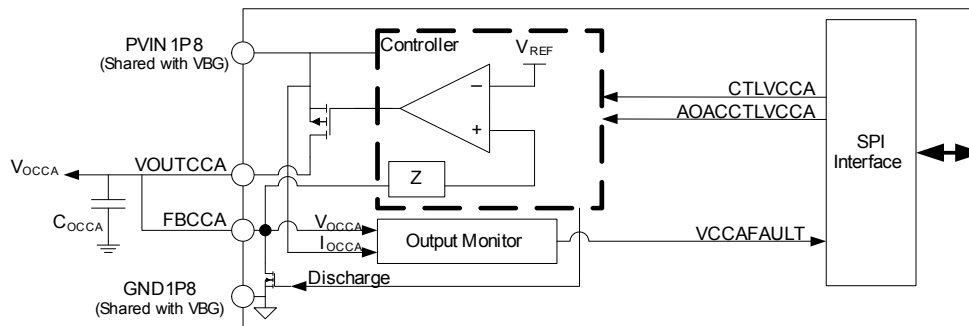 PVIN1P8
(Shared with VBG)
Controller
VREF
−
+
Z
CTLVCCA
AOACCTLVCCA
SPI
Interface
VOCCA
VOUTCCA
COCCA
FBCCA
VOCCA
IOCCA
Output Monitor
VCCAFAULT
Discharge
GND1P8
(Shared with VBG)